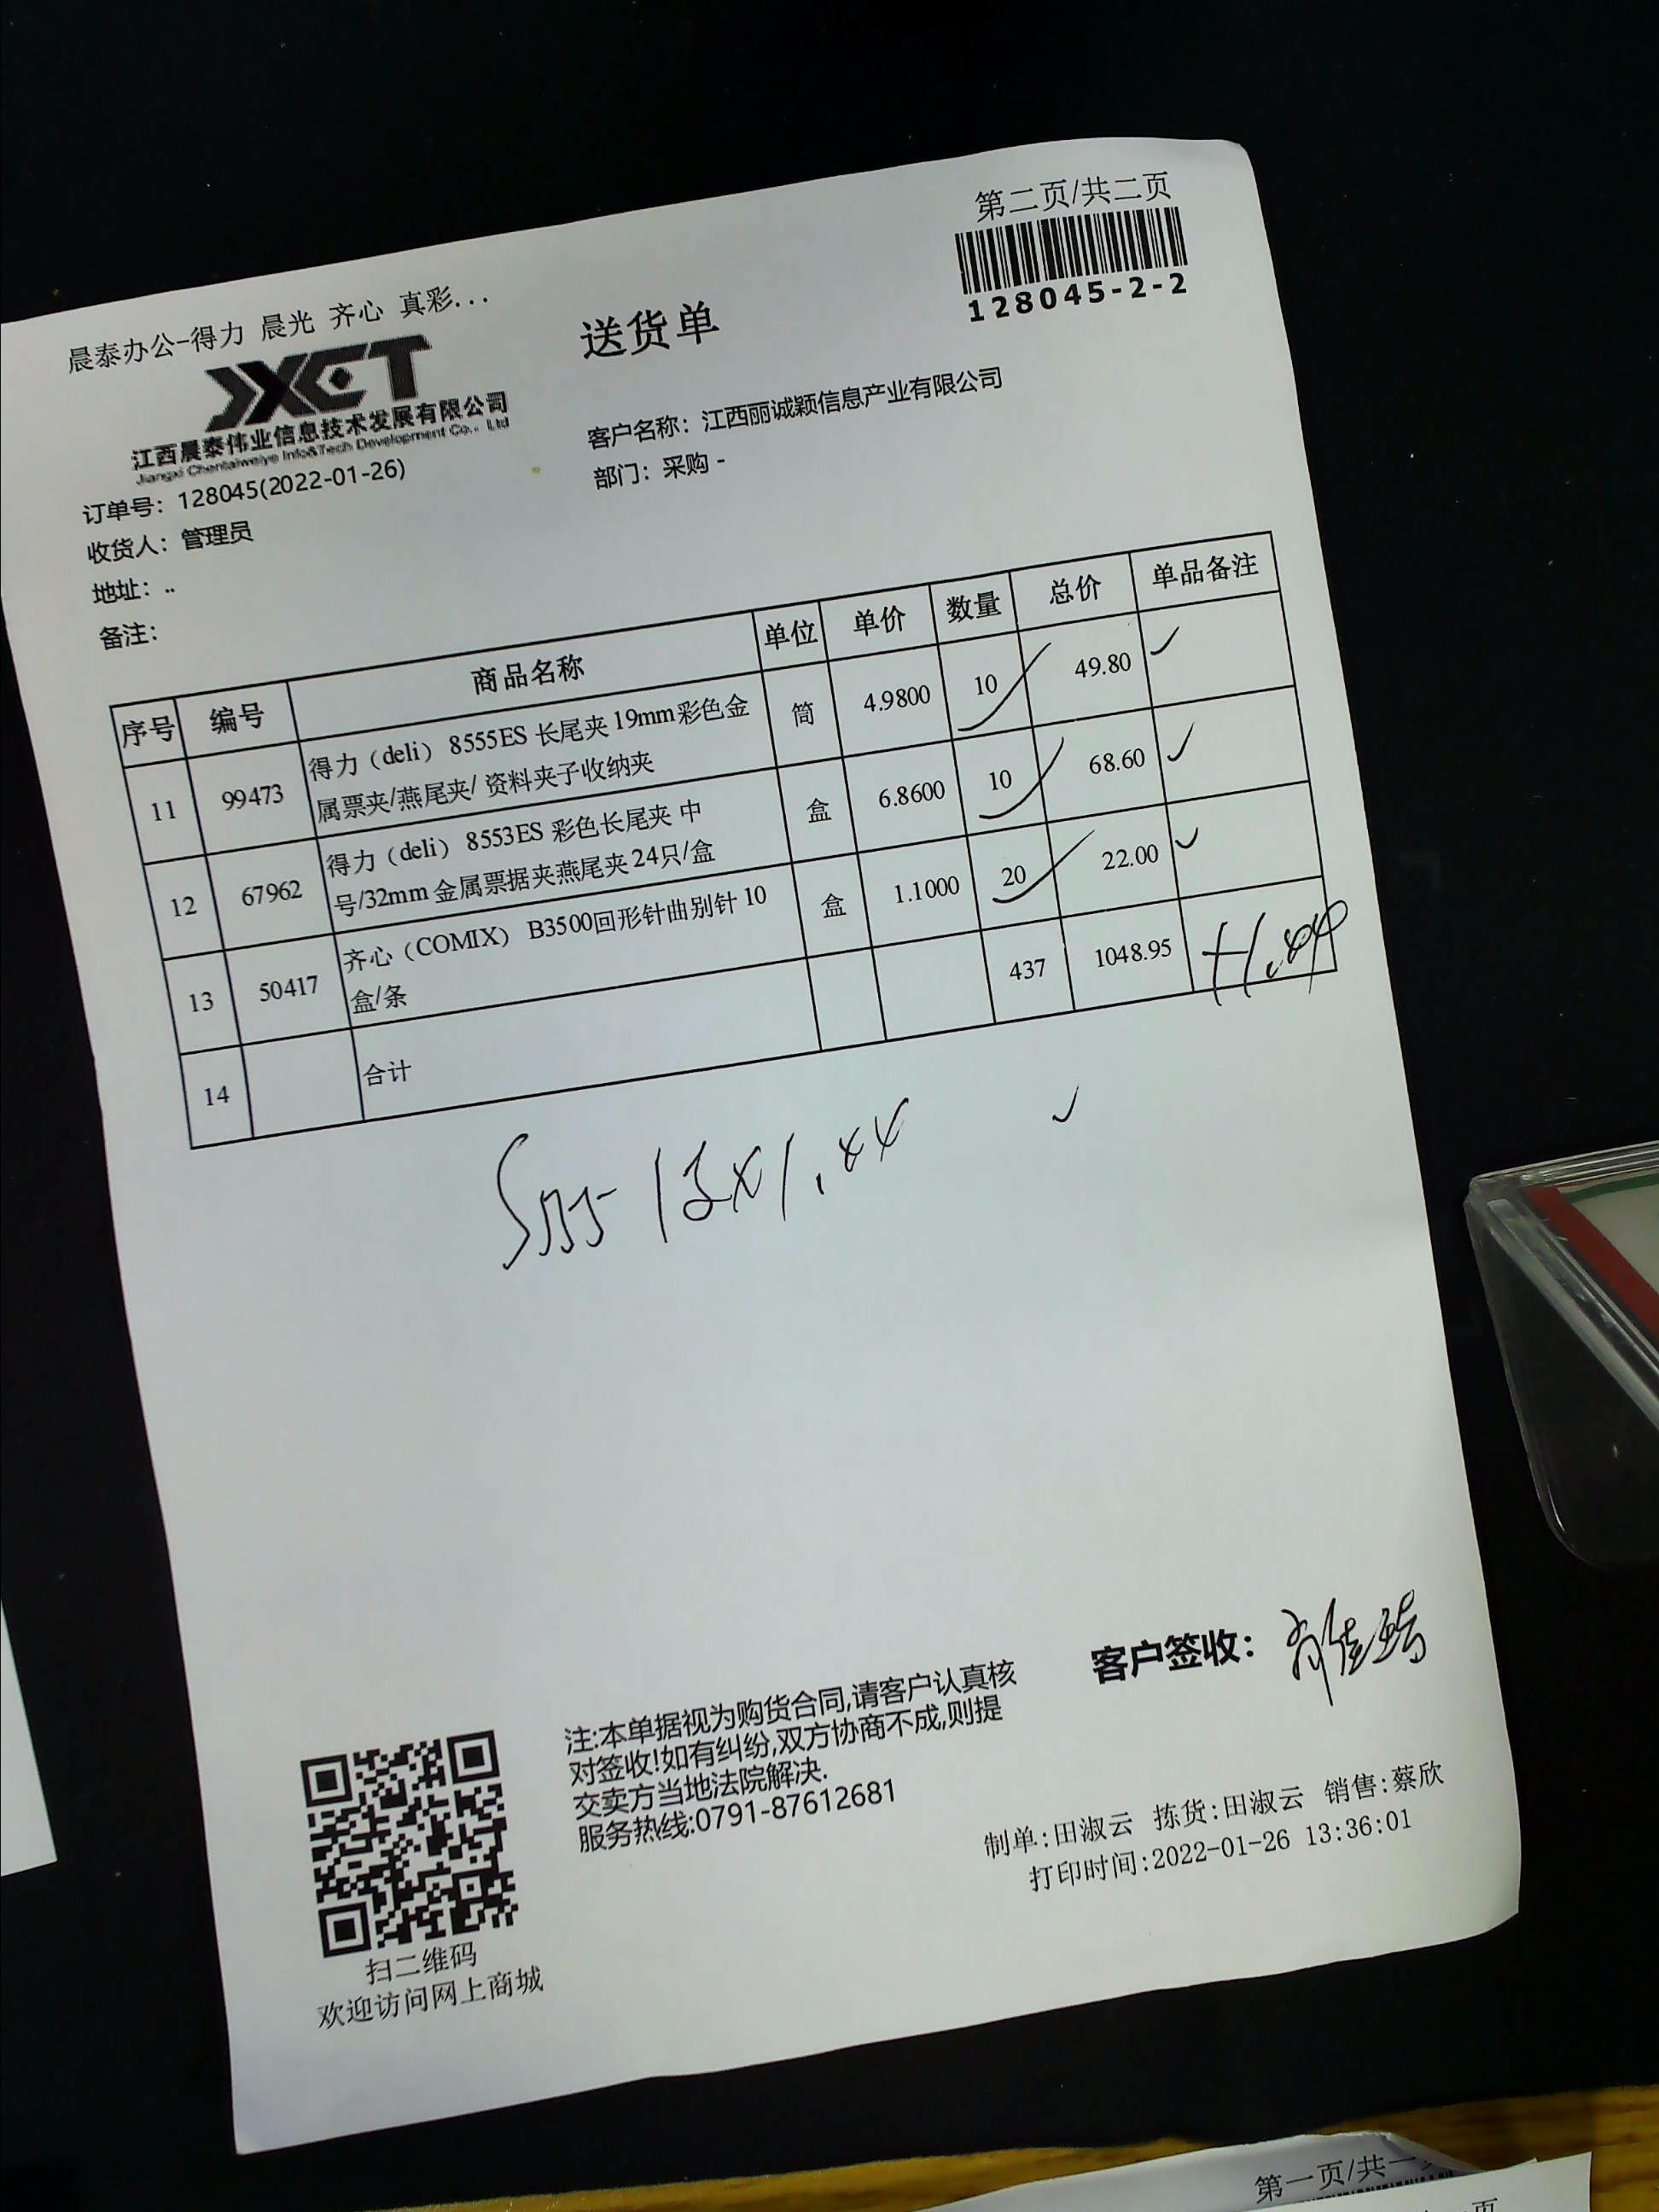 第二页/共二页
128045-2-2
晨泰办公-得力 晨光 齐心 真彩...
送货单
JXCT
江西晨泰伟业信息技术发展有限公司
Jiangxi Chentaiweiye Info&Tech Development Co., Ltd
客户名称：江西丽诚颖信息产业有限公司
订单号：128045(2022-01-26)
部门：采购 -
收货人：管理员
地址：..
备注：
序号 编号 商品名称 单位 单价 数量 总价 单品备注
11 99473 得力（deli） 8555ES 长尾夹 19mm彩色金 筒 4.9800 10 49.80 ✓
属票夹/燕尾夹/ 资料夹子收纳夹
12 67962 得力（deli） 8553ES 彩色长尾夹 中 盒 6.8600 10 68.60 ✓
号/32mm 金属票据夹燕尾夹 24只/盒
13 50417 齐心（COMIX） B3500回形针曲别针 10 盒 1.1000 20 22.00 ✓
盒/条
14 合计 437 1048.95
客户签收：
注:本单据视为购货合同,请客户认真核
对签收!如有纠纷,双方协商不成,则提
交卖方当地法院解决.
服务热线:0791-87612681
制单:田淑云 拣货:田淑云 销售:蔡欣
打印时间:2022-01-26 13:36:01
扫二维码
欢迎访问网上商城
第一页/共一